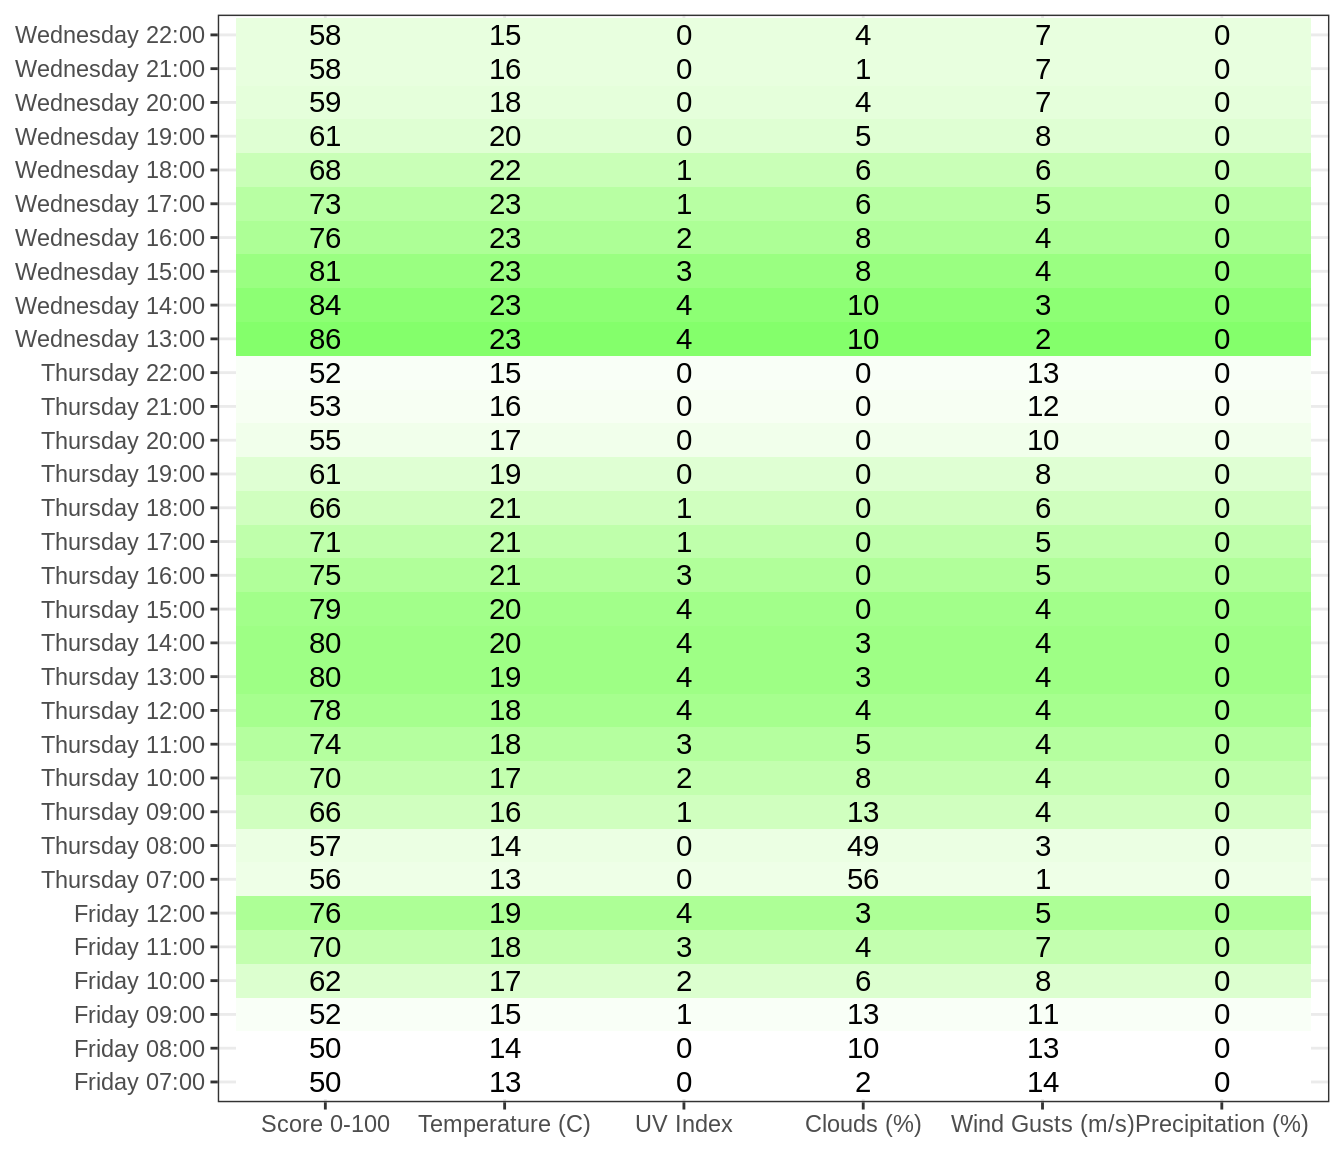 Wednesday 22:00 58 15 0 4 7 0
Wednesday 21:00 58 16 0 1 7 0
Wednesday 20:00 59 18 0 4 7 0
Wednesday 19:00 61 20 0 5 8 0
Wednesday 18:00 68 22 1 6 6 0
Wednesday 17:00 73 23 1 6 5 0
Wednesday 16:00 76 23 2 8 4 0
Wednesday 15:00 81 23 3 8 4 0
Wednesday 14:00 84 23 4 10 3 0
Wednesday 13:00 86 23 4 10 2 0
Thursday 22:00 52 15 0 0 13 0
Thursday 21:00 53 16 0 0 12 0
Thursday 20:00 55 17 0 0 10 0
Thursday 19:00 61 19 0 0 8 0
Thursday 18:00 66 21 1 0 6 0
Thursday 17:00 71 21 1 0 5 0
Thursday 16:00 75 21 3 0 5 0
Thursday 15:00 79 20 4 0 4 0
Thursday 14:00 80 20 4 3 4 0
Thursday 13:00 80 19 4 3 4 0
Thursday 12:00 78 18 4 4 4 0
Thursday 11:00 74 18 3 5 4 0
Thursday 10:00 70 17 2 8 4 0
Thursday 09:00 66 16 1 13 4 0
Thursday 08:00 57 14 0 49 3 0
Thursday 07:00 56 13 0 56 1 0
Friday 12:00 76 19 4 3 5 0
Friday 11:00 70 18 3 4 7 0
Friday 10:00 62 17 2 6 8 0
Friday 09:00 52 15 1 13 11 0
Friday 08:00 50 14 0 10 13 0
Friday 07:00 50 13 0 2 14 0
Score 0-100 Temperature (C) UV Index Clouds (%) Wind Gusts (m/s) Precipitation (%)